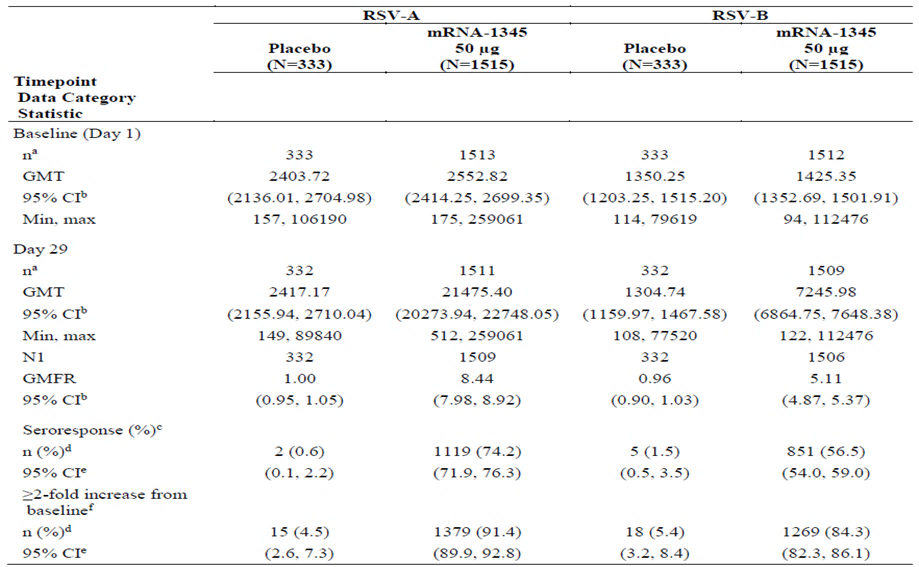 RSV-A RSV-B
Placebo (N=333) mRNA-1345 50 µg (N=1515) Placebo (N=333) mRNA-1345 50 µg (N=1515)
Timepoint
Data Category
Statistic
Baseline (Day 1)
nᵃ 333 1513 333 1512
GMT 2403.72 2552.82 1350.25 1425.35
95% CIᵇ (2136.01, 2704.98) (2414.25, 2699.35) (1203.25, 1515.20) (1352.69, 1501.91)
Min, max 157, 106190 175, 259061 114, 79619 94, 112476
Day 29
nᵃ 332 1511 332 1509
GMT 2417.17 21475.40 1304.74 7245.98
95% CIᵇ (2155.94, 2710.04) (20273.94, 22748.05) (1159.97, 1467.58) (6864.75, 7648.38)
Min, max 149, 89840 512, 259061 108, 77520 122, 112476
N1 332 1509 332 1506
GMFR 1.00 8.44 0.96 5.11
95% CIᵇ (0.95, 1.05) (7.98, 8.92) (0.90, 1.03) (4.87, 5.37)
Seroresponse (%)ᶜ
n (%)ᵈ 2 (0.6) 1119 (74.2) 5 (1.5) 851 (56.5)
95% CIᵉ (0.1, 2.2) (71.9, 76.3) (0.5, 3.5) (54.0, 59.0)
≥2-fold increase from
baselineᶠ
n (%)ᵈ 15 (4.5) 1379 (91.4) 18 (5.4) 1269 (84.3)
95% CIᵉ (2.6, 7.3) (89.9, 92.8) (3.2, 8.4) (82.3, 86.1)